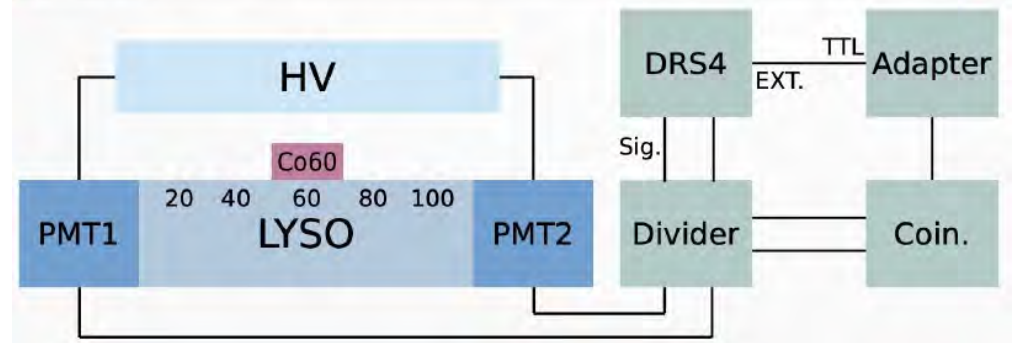 HV
DRS4
TTL
Adapter
EXT.
Co60
Sig.
20 40 60 80 100
PMT1
LYSO
PMT2
Divider
Coin.